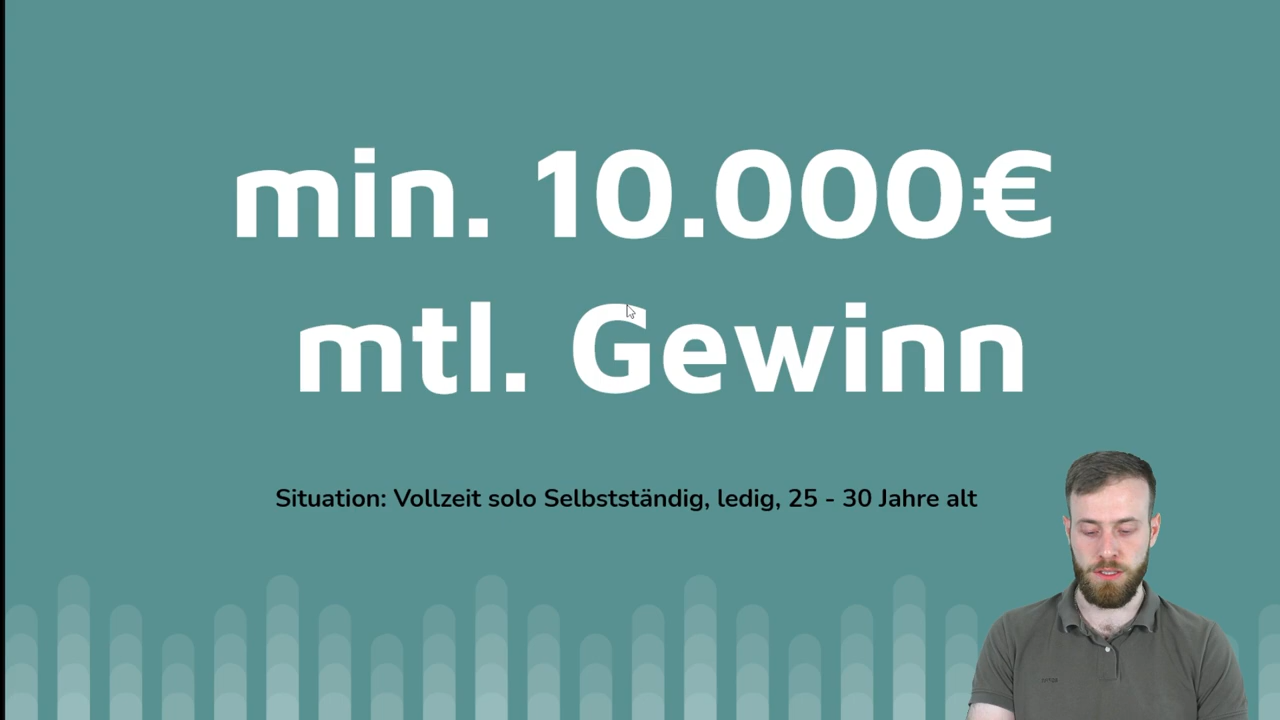 min. 10.000€
mtl. Gewinn
Situation: Vollzeit solo Selbstständig, ledig, 25 - 30 Jahre alt